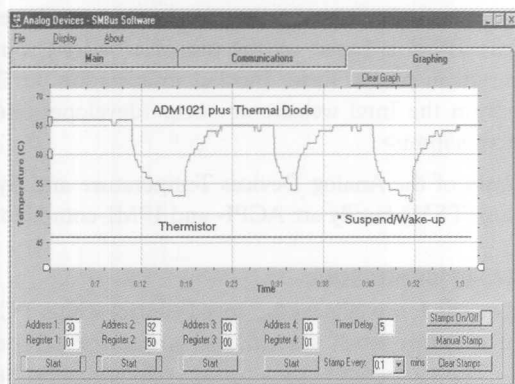 Analog Devices - SMBus Software
File Display About
Main Communications Graphing
Clear Graph
ADM1021 plus Thermal Diode
Temperature (C)
65
60
55
50
45
Thermistor
* Suspend/Wake-up
0:7 0:12 0:19 0:25 0:31 0:38 0:44 0:52 1:0
Time
Address 1: 30 Address 2: 92 Address 3: 00 Address 4: 00 Timer Delay 5 Stamps On/Off
Register 1: 01 Register 2: 50 Register 3: 00 Register 4: 01 Manual Stamp
Start Start Start Start Stamp Every: 0.1 mins Clear Stamps